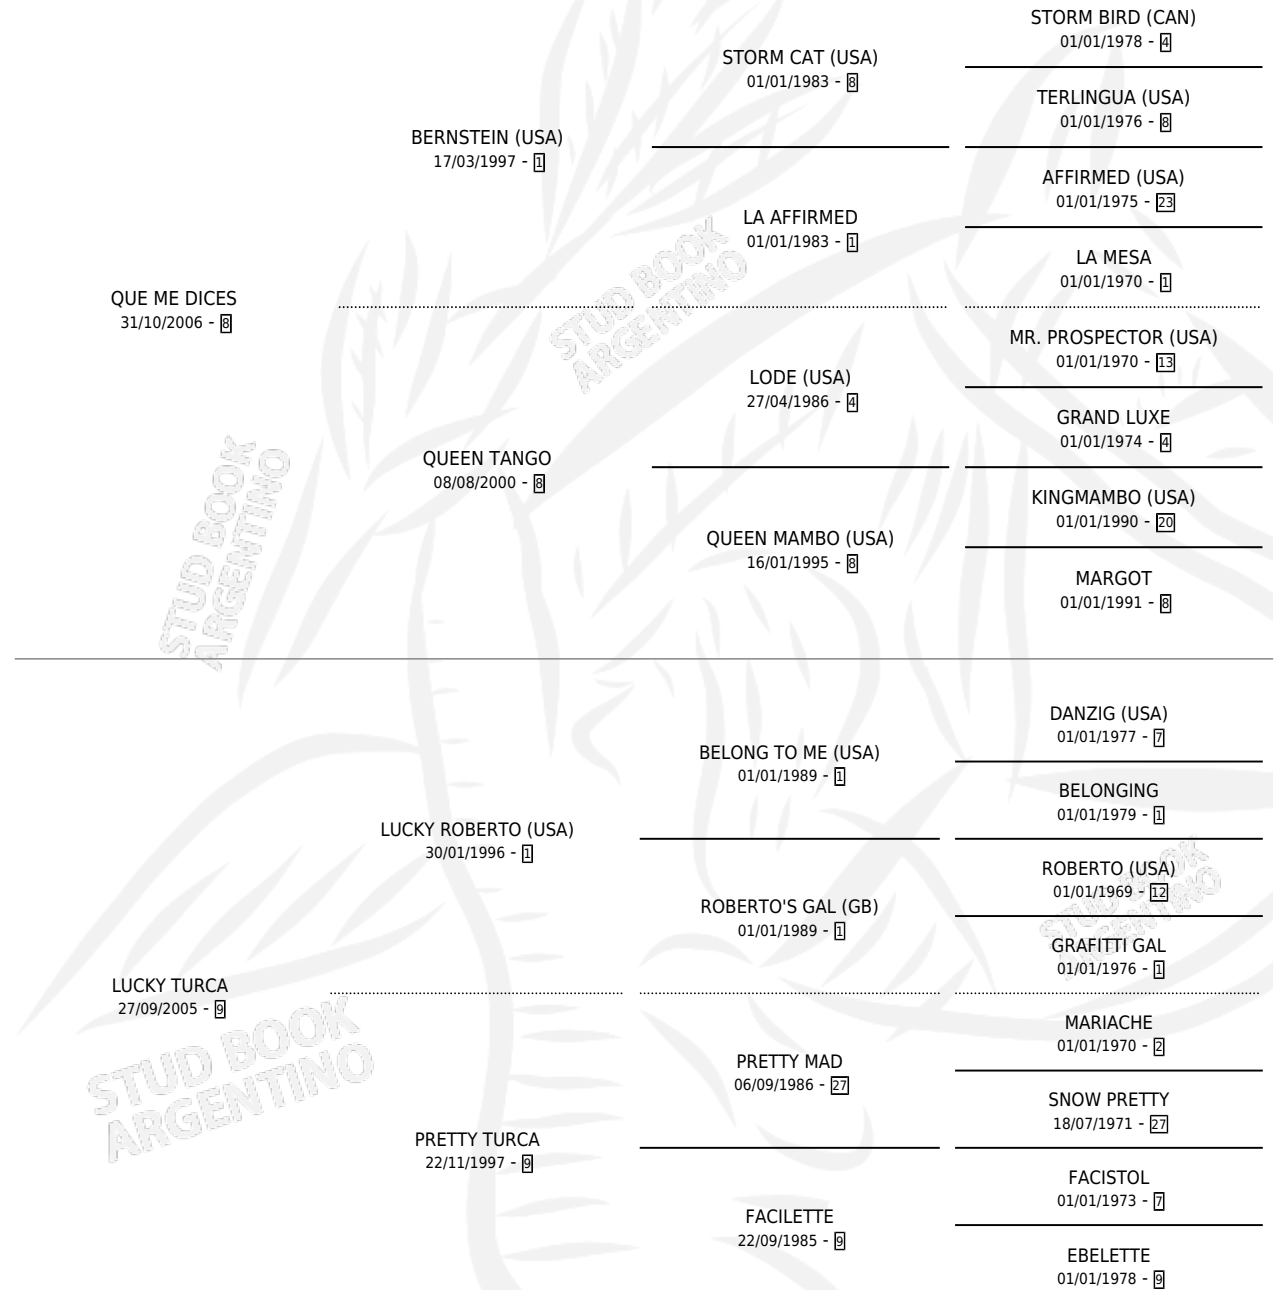 STORM BIRD (CAN)
01/01/1978 - 4
STORM CAT (USA)
01/01/1983 - 8
TERLINGUA (USA)
01/01/1976 - 8
BERNSTEIN (USA)
17/03/1997 - 1
AFFIRMED (USA)
01/01/1975 - 23
LA AFFIRMED
01/01/1983 - 1
LA MESA
01/01/1970 - 1
QUE ME DICES
31/10/2006 - 8
STUD BOOK
ARGENTINO
MR. PROSPECTOR (USA)
01/01/1970 - 13
LODE (USA)
27/04/1986 - 4
GRAND LUXE
01/01/1974 - 4
QUEEN TANGO
08/08/2000 - 8
KINGMAMBO (USA)
01/01/1990 - 20
QUEEN MAMBO (USA)
16/01/1995 - 8
MARGOT
01/01/1991 - 8
STUD BOOK
ARGENTINO
DANZIG (USA)
01/01/1977 - 7
BELONG TO ME (USA)
01/01/1989 - 1
BELONGING
01/01/1979 - 1
LUCKY ROBERTO (USA)
30/01/1996 - 1
ROBERTO (USA)
01/01/1969 - 12
ROBERTO'S GAL (GB)
01/01/1989 - 1
STUD BOOK
ARGENTINO
GRAFITTI GAL
01/01/1976 - 1
LUCKY TURCA
27/09/2005 - 9
MARIACHE
01/01/1970 - 2
PRETTY MAD
06/09/1986 - 27
STUD BOOK
ARGENTINO
SNOW PRETTY
18/07/1971 - 27
PRETTY TURCA
22/11/1997 - 9
FACISTOL
01/01/1973 - 7
FACILETTE
22/09/1985 - 9
EBELETTE
01/01/1978 - 9